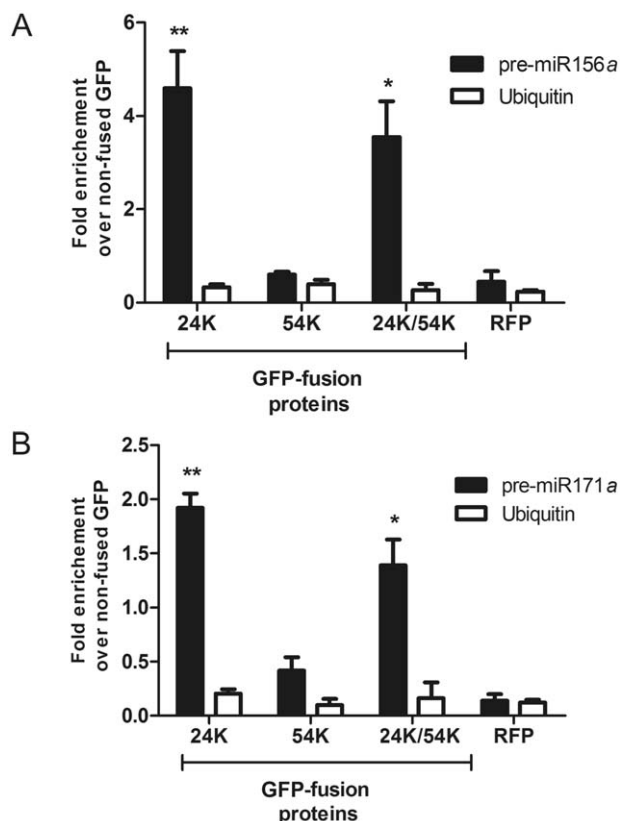 A
Fold enrichement
over non-fused GFP
6
4
2
0
**
*
pre-miR156a
Ubiquitin
24K
54K
24K/54K
RFP
GFP-fusion
proteins
B
Fold enrichement
over non-fused GFP
2.5
2.0
1.5
1.0
0.5
0.0
**
*
pre-miR171a
Ubiquitin
24K
54K
24K/54K
RFP
GFP-fusion
proteins